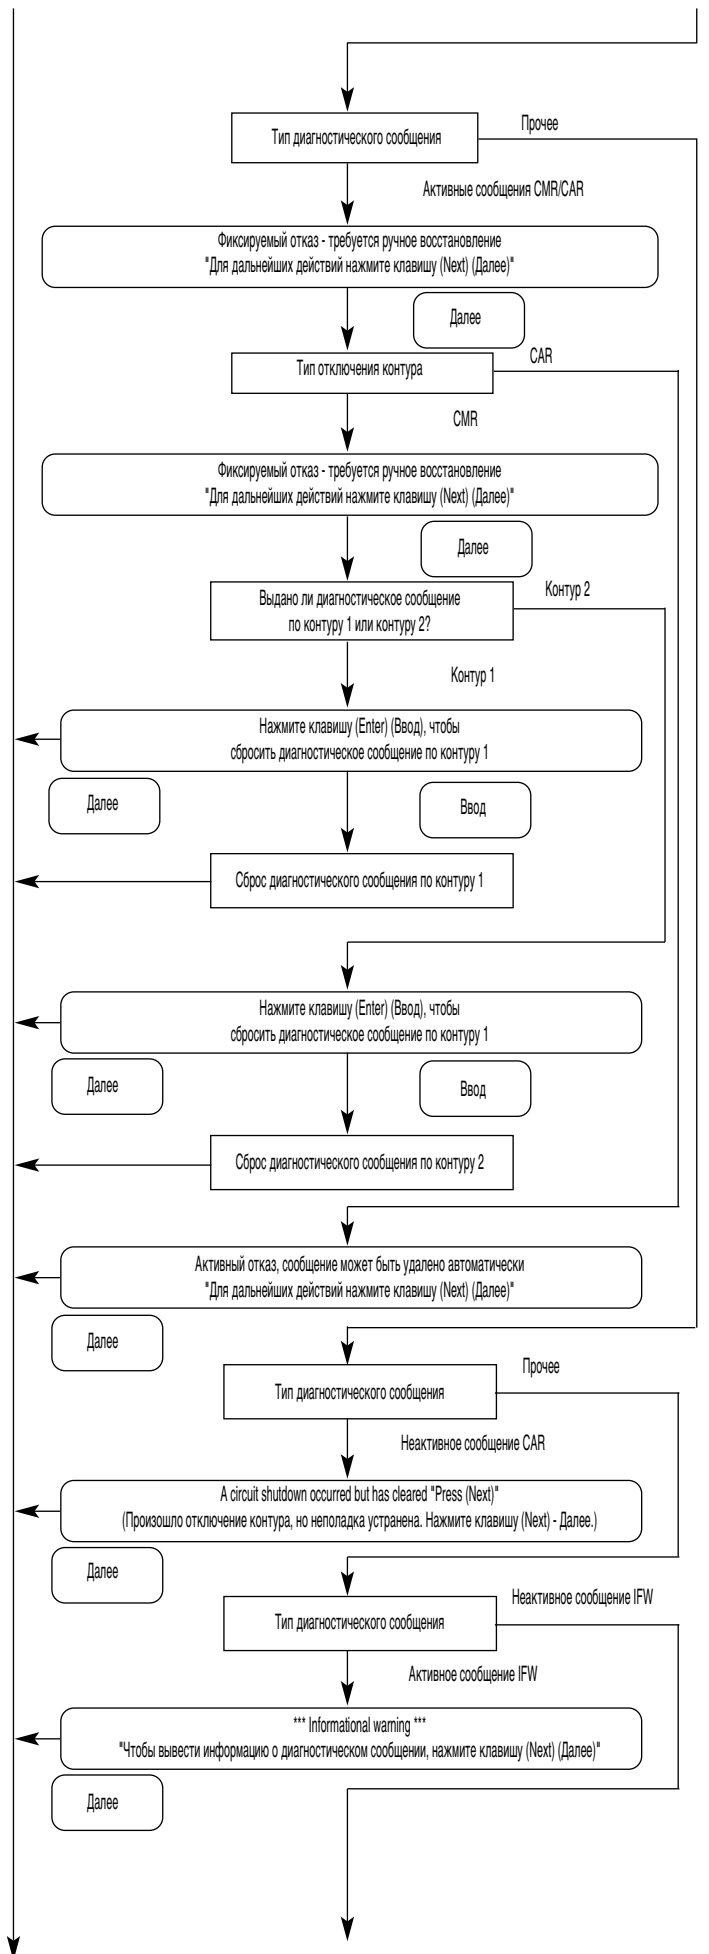 Прочее
Тип диагностического сообщения
Активные сообщения CMR/CAR
Фиксируемый отказ - требуется ручное восстановление
"Для дальнейших действий нажмите клавишу (Next) (Далее)"
Далее
CAR
Тип отключения контура
CMR
Фиксируемый отказ - требуется ручное восстановление
"Для дальнейших действий нажмите клавишу (Next) (Далее)"
Далее
Контур 2
Выдано ли диагностическое сообщение
по контуру 1 или контуру 2?
Контур 1
Нажмите клавишу (Enter) (Ввод), чтобы
сбросить диагностическое сообщение по контуру 1
Далее
Ввод
Сброс диагностического сообщения по контуру 1
Нажмите клавишу (Enter) (Ввод), чтобы
сбросить диагностическое сообщение по контуру 1
Далее
Ввод
Сброс диагностического сообщения по контуру 2
Активный отказ, сообщение может быть удалено автоматически
"Для дальнейших действий нажмите клавишу (Next) (Далее)"
Далее
Прочее
Тип диагностического сообщения
Неактивное сообщение CAR
A circuit shutdown occurred but has cleared "Press (Next)"
(Произошло отключение контура, но неполадка устранена. Нажмите клавишу (Next) - Далее.)
Далее
Неактивное сообщение IFW
Тип диагностического сообщения
Активное сообщение IFW
*** Informational warning ***
"Чтобы вывести информацию о диагностическом сообщении, нажмите клавишу (Next) (Далее)"
Далее